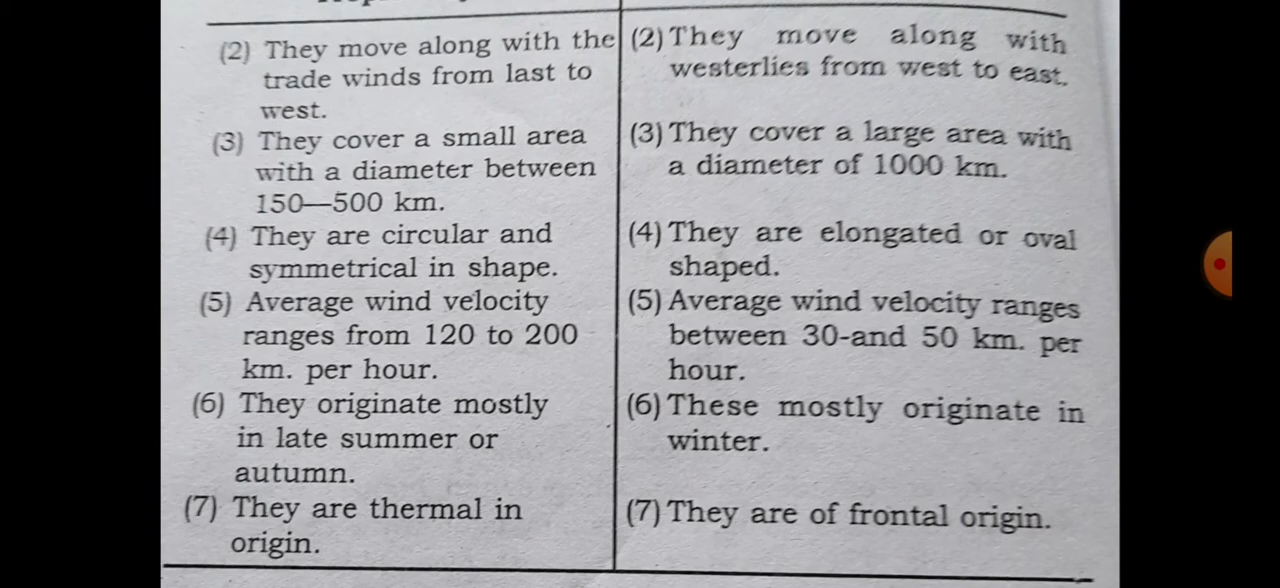 (2) They move along with the
trade winds from last to
west.
(3) They cover a small area
with a diameter between
150—500 km.
(4) They are circular and
symmetrical in shape.
(5) Average wind velocity
ranges from 120 to 200
km. per hour.
(6) They originate mostly
in late summer or
autumn.
(7) They are thermal in
origin.
(2) They move along with
westerlies from west to east.
(3) They cover a large area with
a diameter of 1000 km.
(4) They are elongated or oval
shaped.
(5) Average wind velocity ranges
between 30-and 50 km. per
hour.
(6) These mostly originate in
winter.
(7) They are of frontal origin.